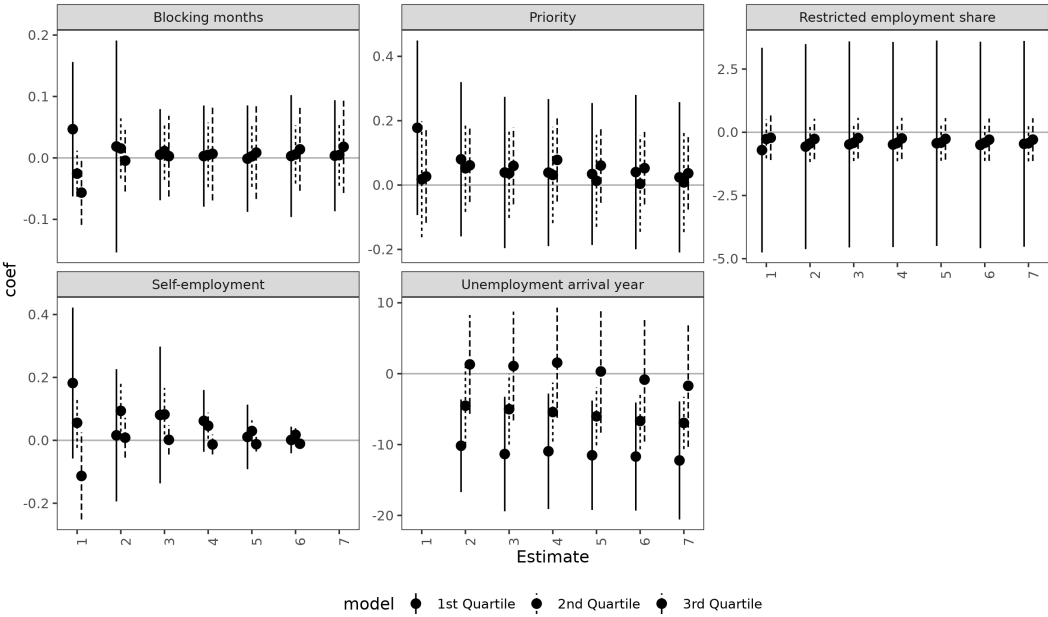 Blocking months
Priority
Restricted employment share
0.2
0.1
0.0
-0.1
0.4
0.2
0.0
-0.2
2.5
0.0
-2.5
-5.0
1 2 3 4 5 6 7
coef
Self-employment
Unemployment arrival year
0.4
0.2
0.0
-0.2
10
0
-10
-20
1 2 3 4 5 6 7
1 2 3 4 5 6 7
Estimate
model 1st Quartile 2nd Quartile 3rd Quartile